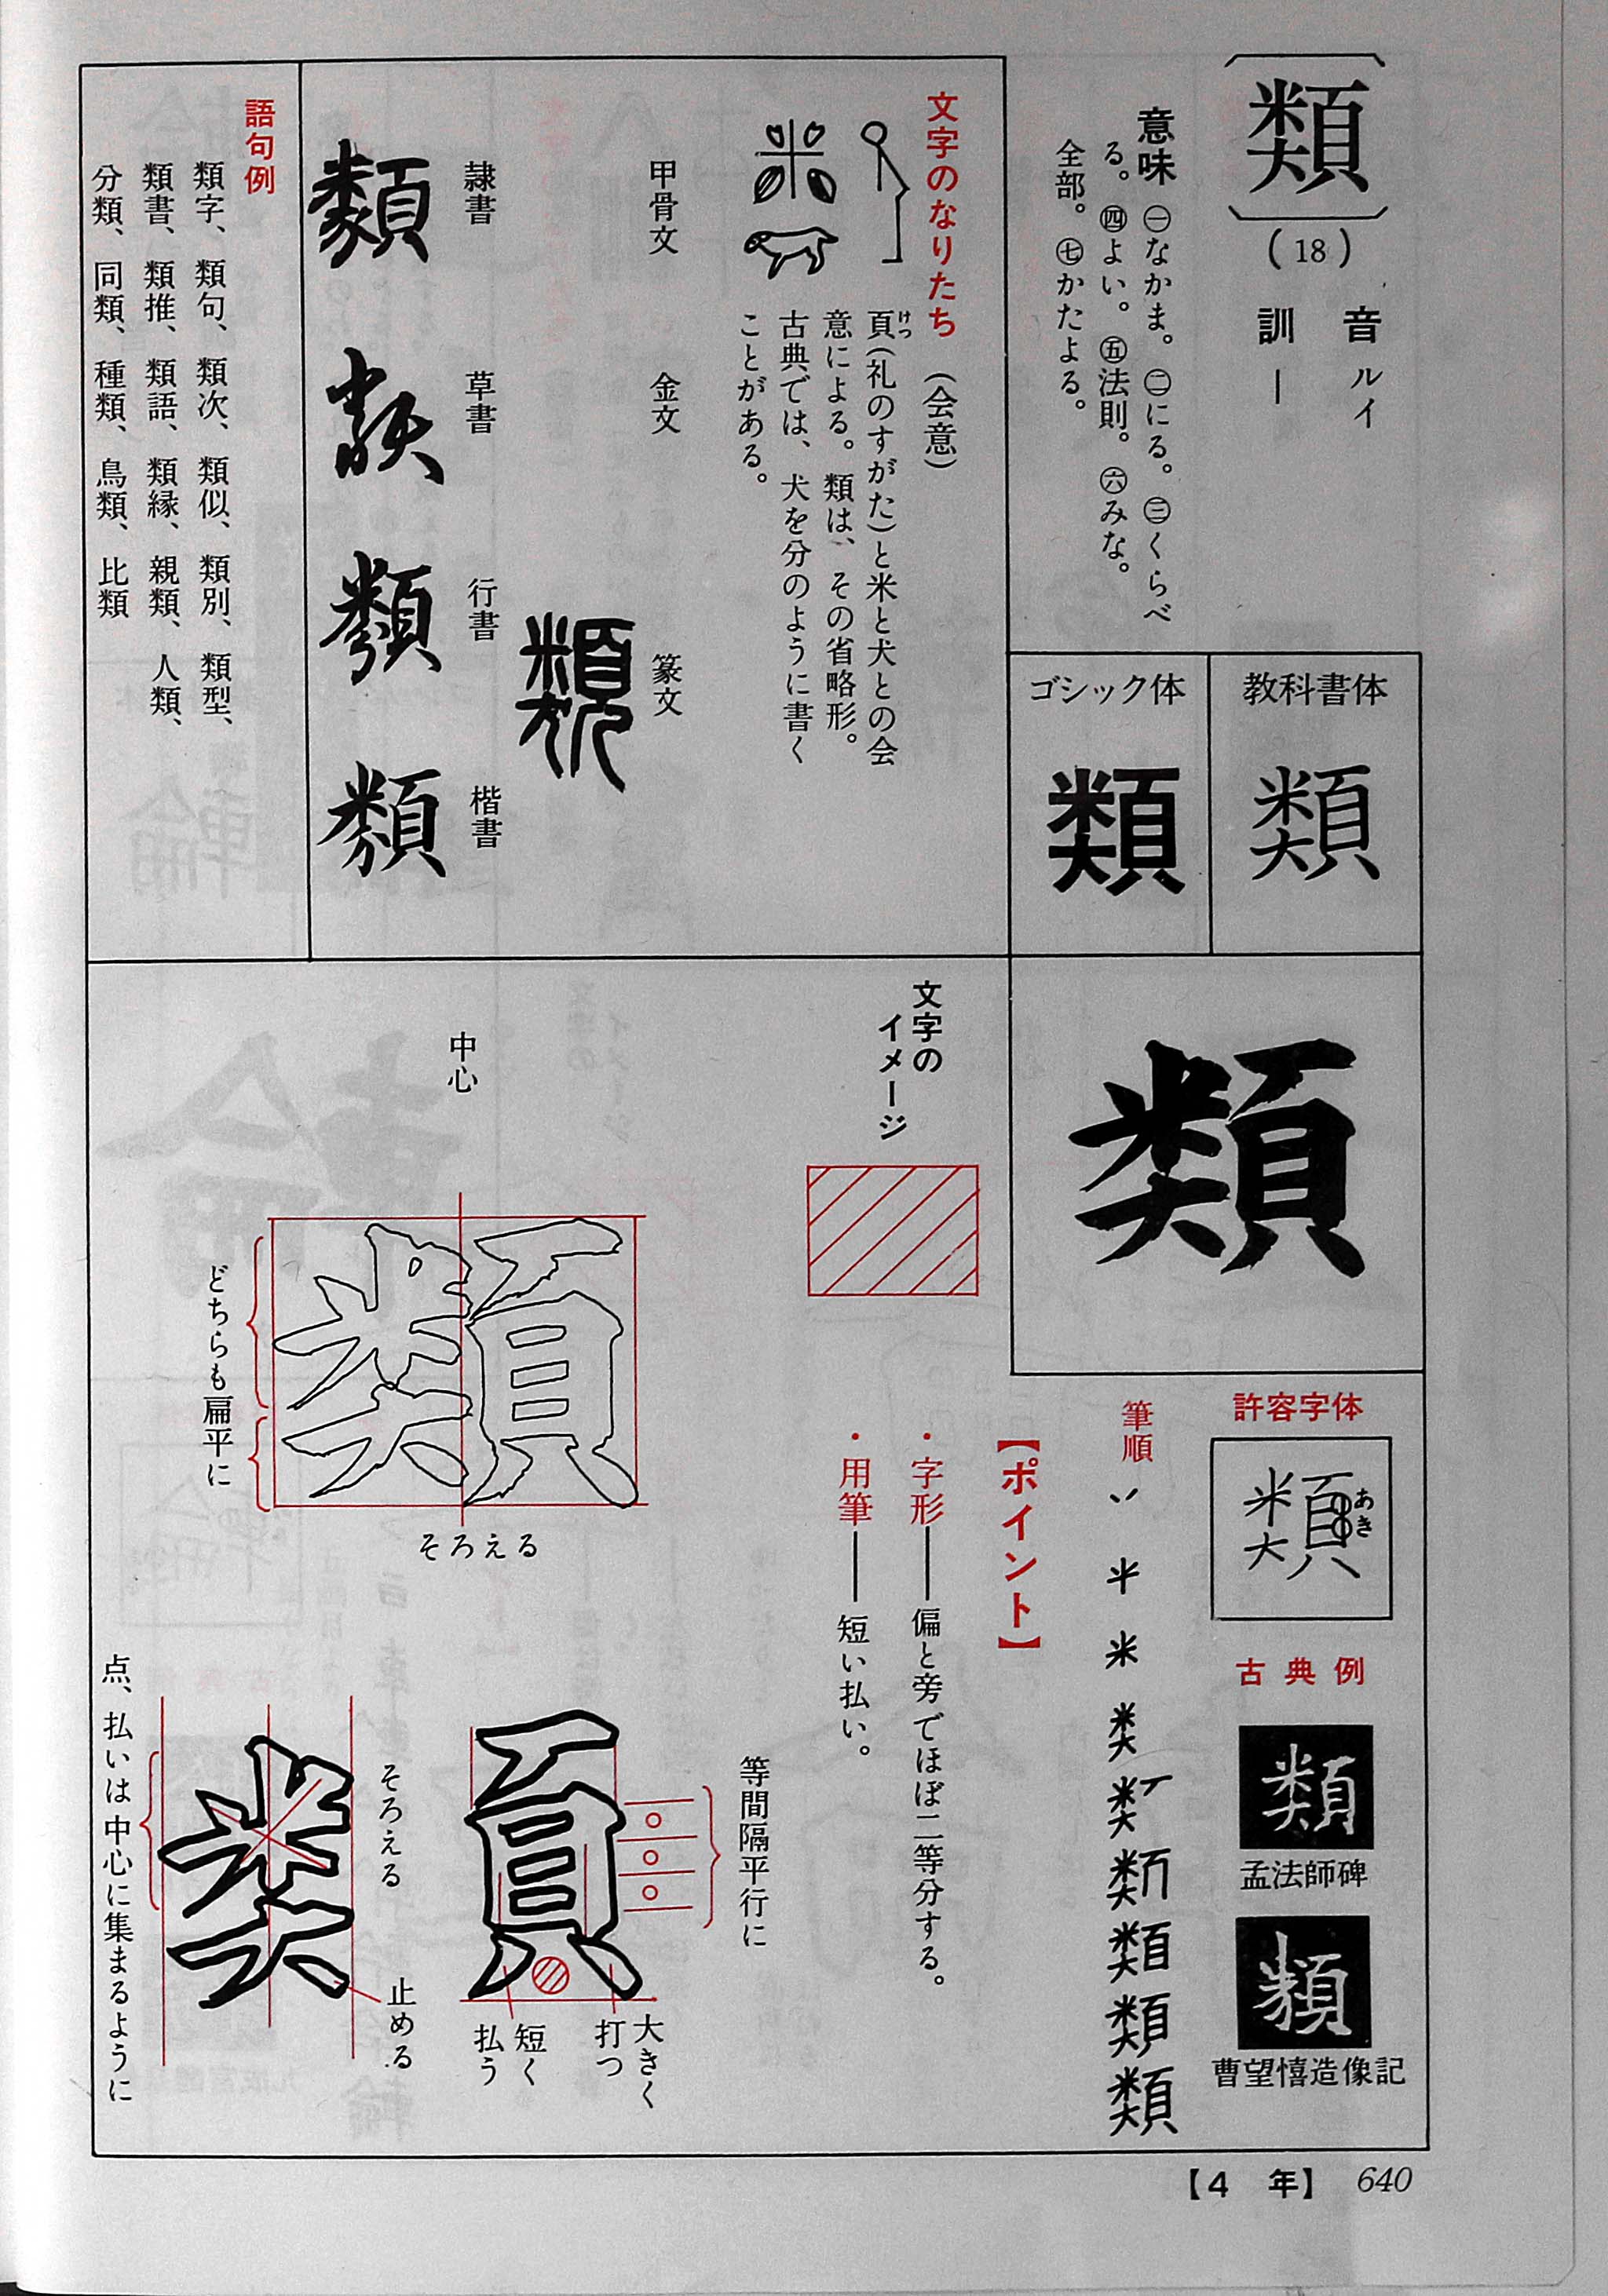 類
(18)
音 ルイ
訓 ー
意味 ㊀なかま。㊁にる。㊂くらべ
る。㊃よい。㊄法則。㊅みな。
全部。㊆かたよる。
教科書体
類
ゴシック体
類
文字のなりたち (会意)
頁(礼のすがた)と米と犬との会
けつ
意による。類は、その省略形。
古典では、犬を分のように書く
ことがある。
甲骨文
金文
篆文
類
隷書
類
草書
類
行書
類
楷書
類
語句例
類字、類句、類次、類似、類別、類型、
類書、類推、類語、類縁、親類、人類、
分類、同類、種類、鳥類、比類
類
許容字体
類
あき
古典例
類
孟法師碑
類
曹望憘造像記
筆順
【ポイント】
・字形——偏と旁でほぼ二等分する。
・用筆——短い払い。
文字の
イメージ
中心
類
どちらも扁平に
そろえる
等間隔平行に
頁
大きく
打つ
短く
払う
そろえる
止める
点、払いは中心に集まるように
【4 年】 640